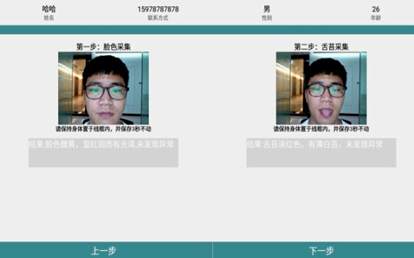 哈哈
15978787878
男
26
姓名
联系方式
性别
年龄
第一步：脸色采集
第二步：舌苔采集
请保持身体置于线框内，并保存3秒不动
请保持身体置于线框内，并保存3秒不动
结果:脸色微黄，显红润而有光泽,未发现异常
结果:舌苔淡红色，有薄白苔，未发现异常
上一步
下一步